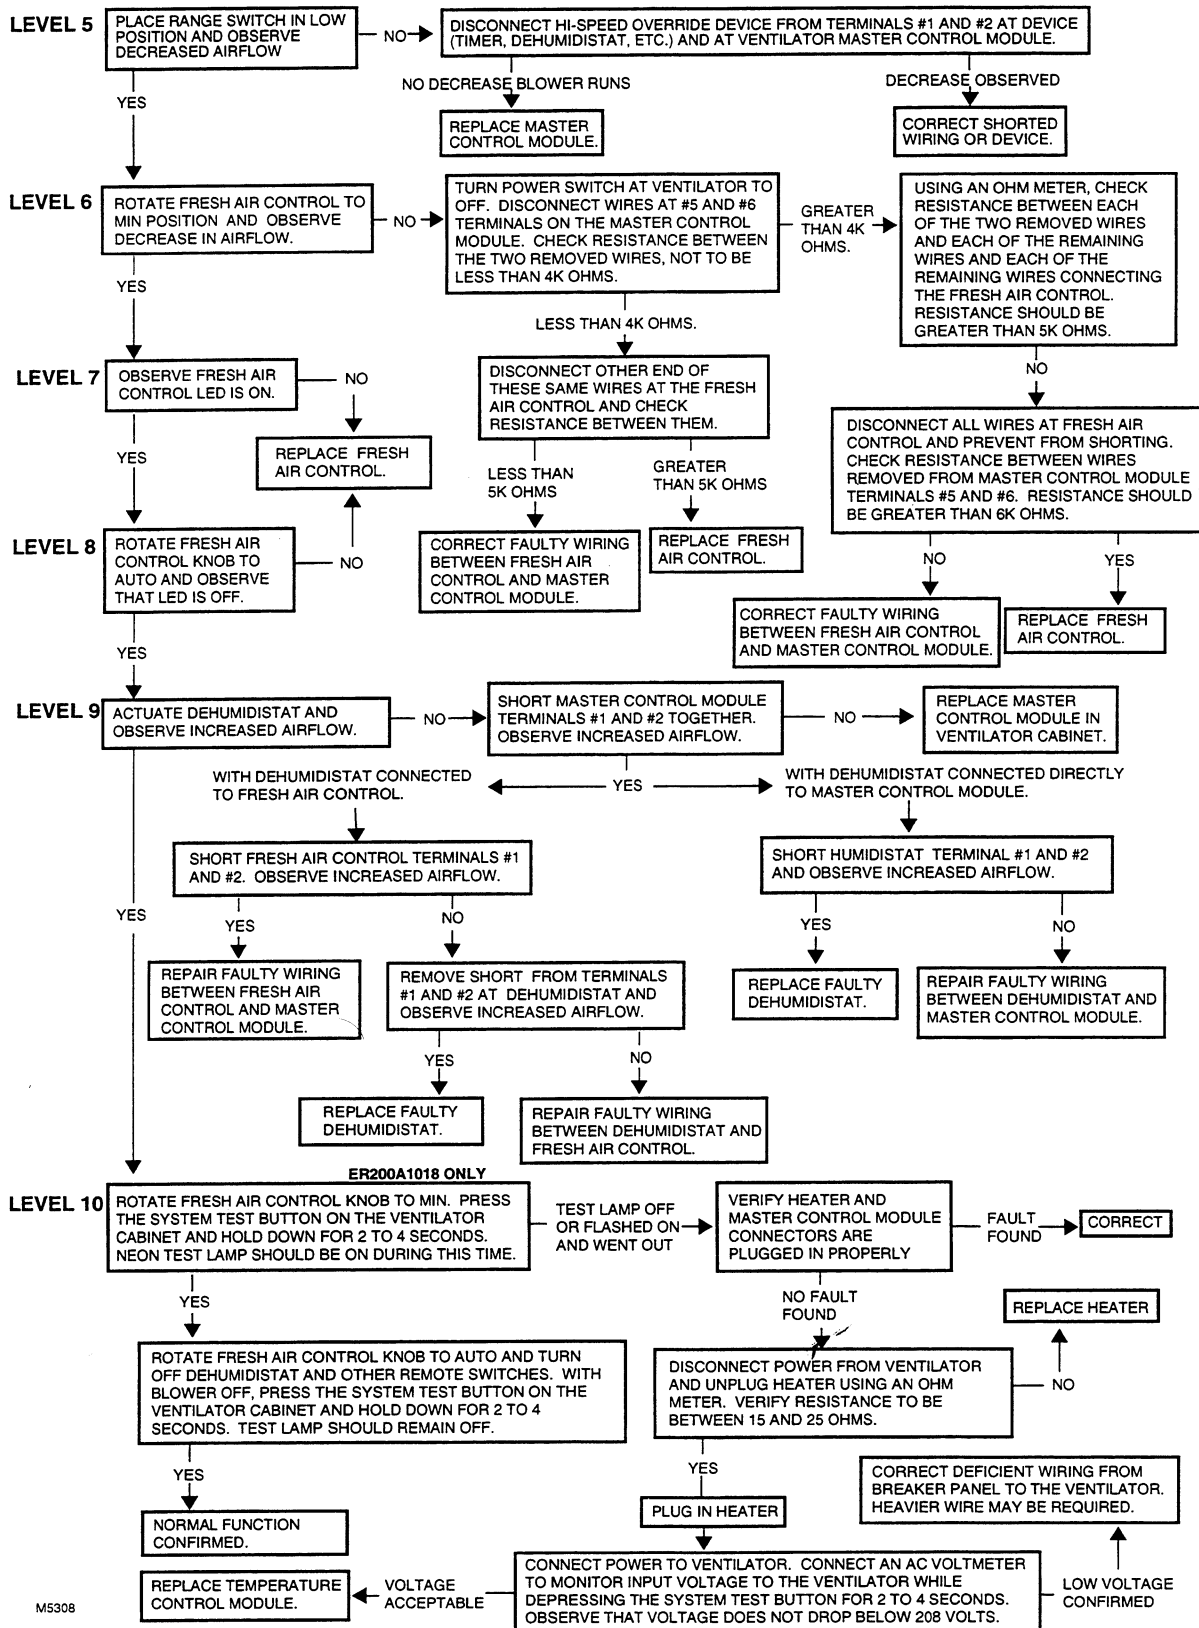 LEVEL 5
PLACE RANGE SWITCH IN LOW
POSITION AND OBSERVE
DECREASED AIRFLOW
NO
DISCONNECT HI-SPEED OVERRIDE DEVICE FROM TERMINALS #1 AND #2 AT DEVICE
(TIMER, DEHUMIDISTAT, ETC.) AND AT VENTILATOR MASTER CONTROL MODULE.
NO DECREASE BLOWER RUNS
DECREASE OBSERVED
YES
REPLACE MASTER
CONTROL MODULE.
CORRECT SHORTED
WIRING OR DEVICE.
LEVEL 6
ROTATE FRESH AIR CONTROL TO
MIN POSITION AND OBSERVE
DECREASE IN AIRFLOW.
NO
TURN POWER SWITCH AT VENTILATOR TO
OFF. DISCONNECT WIRES AT #5 AND #6
TERMINALS ON THE MASTER CONTROL
MODULE. CHECK RESISTANCE BETWEEN
THE TWO REMOVED WIRES, NOT TO BE
LESS THAN 4K OHMS.
GREATER
THAN 4K
OHMS.
USING AN OHM METER, CHECK
RESISTANCE BETWEEN EACH
OF THE TWO REMOVED WIRES
AND EACH OF THE REMAINING
WIRES AND EACH OF THE
REMAINING WIRES CONNECTING
THE FRESH AIR CONTROL.
RESISTANCE SHOULD BE
GREATER THAN 5K OHMS.
YES
LESS THAN 4K OHMS.
NO
LEVEL 7
OBSERVE FRESH AIR
CONTROL LED IS ON.
NO
DISCONNECT OTHER END OF
THESE SAME WIRES AT THE FRESH
AIR CONTROL AND CHECK
RESISTANCE BETWEEN THEM.
DISCONNECT ALL WIRES AT FRESH AIR
CONTROL AND PREVENT FROM SHORTING.
CHECK RESISTANCE BETWEEN WIRES
REMOVED FROM MASTER CONTROL MODULE
TERMINALS #5 AND #6. RESISTANCE SHOULD
BE GREATER THAN 6K OHMS.
YES
REPLACE FRESH
AIR CONTROL.
LESS THAN
5K OHMS
GREATER
THAN 5K OHMS
LEVEL 8
ROTATE FRESH AIR
CONTROL KNOB TO
AUTO AND OBSERVE
THAT LED IS OFF.
NO
CORRECT FAULTY WIRING
BETWEEN FRESH AIR
CONTROL AND MASTER
CONTROL MODULE.
REPLACE FRESH
AIR CONTROL.
NO
YES
CORRECT FAULTY WIRING
BETWEEN FRESH AIR CONTROL
AND MASTER CONTROL MODULE.
REPLACE FRESH
AIR CONTROL.
YES
LEVEL 9
ACTUATE DEHUMIDISTAT AND
OBSERVE INCREASED AIRFLOW.
NO
SHORT MASTER CONTROL MODULE
TERMINALS #1 AND #2 TOGETHER.
OBSERVE INCREASED AIRFLOW.
NO
REPLACE MASTER
CONTROL MODULE IN
VENTILATOR CABINET.
WITH DEHUMIDISTAT CONNECTED
TO FRESH AIR CONTROL.
YES
WITH DEHUMIDISTAT CONNECTED DIRECTLY
TO MASTER CONTROL MODULE.
SHORT FRESH AIR CONTROL TERMINALS #1
AND #2. OBSERVE INCREASED AIRFLOW.
SHORT HUMIDISTAT TERMINAL #1 AND #2
AND OBSERVE INCREASED AIRFLOW.
YES
YES
NO
YES
NO
REPAIR FAULTY WIRING
BETWEEN FRESH AIR
CONTROL AND MASTER
CONTROL MODULE.
REMOVE SHORT FROM TERMINALS
#1 AND #2 AT DEHUMIDISTAT AND
OBSERVE INCREASED AIRFLOW.
REPLACE FAULTY
DEHUMIDISTAT.
REPAIR FAULTY WIRING
BETWEEN DEHUMIDISTAT AND
MASTER CONTROL MODULE.
YES
NO
REPLACE FAULTY
DEHUMIDISTAT.
REPAIR FAULTY WIRING
BETWEEN DEHUMIDISTAT AND
FRESH AIR CONTROL.
ER200A1018 ONLY
LEVEL 10
ROTATE FRESH AIR CONTROL KNOB TO MIN. PRESS
THE SYSTEM TEST BUTTON ON THE VENTILATOR
CABINET AND HOLD DOWN FOR 2 TO 4 SECONDS.
NEON TEST LAMP SHOULD BE ON DURING THIS TIME.
TEST LAMP OFF
OR FLASHED ON
AND WENT OUT
VERIFY HEATER AND
MASTER CONTROL MODULE
CONNECTORS ARE
PLUGGED IN PROPERLY
FAULT
FOUND
CORRECT
YES
NO FAULT
FOUND
REPLACE HEATER
ROTATE FRESH AIR CONTROL KNOB TO AUTO AND TURN
OFF DEHUMIDISTAT AND OTHER REMOTE SWITCHES. WITH
BLOWER OFF, PRESS THE SYSTEM TEST BUTTON ON THE
VENTILATOR CABINET AND HOLD DOWN FOR 2 TO 4
SECONDS. TEST LAMP SHOULD REMAIN OFF.
DISCONNECT POWER FROM VENTILATOR
AND UNPLUG HEATER USING AN OHM
METER. VERIFY RESISTANCE TO BE
BETWEEN 15 AND 25 OHMS.
NO
YES
YES
CORRECT DEFICIENT WIRING FROM
BREAKER PANEL TO THE VENTILATOR.
HEAVIER WIRE MAY BE REQUIRED.
NORMAL FUNCTION
CONFIRMED.
PLUG IN HEATER
REPLACE TEMPERATURE
CONTROL MODULE.
VOLTAGE
ACCEPTABLE
CONNECT POWER TO VENTILATOR. CONNECT AN AC VOLTMETER
TO MONITOR INPUT VOLTAGE TO THE VENTILATOR WHILE
DEPRESSING THE SYSTEM TEST BUTTON FOR 2 TO 4 SECONDS.
OBSERVE THAT VOLTAGE DOES NOT DROP BELOW 208 VOLTS.
LOW VOLTAGE
CONFIRMED
M5308